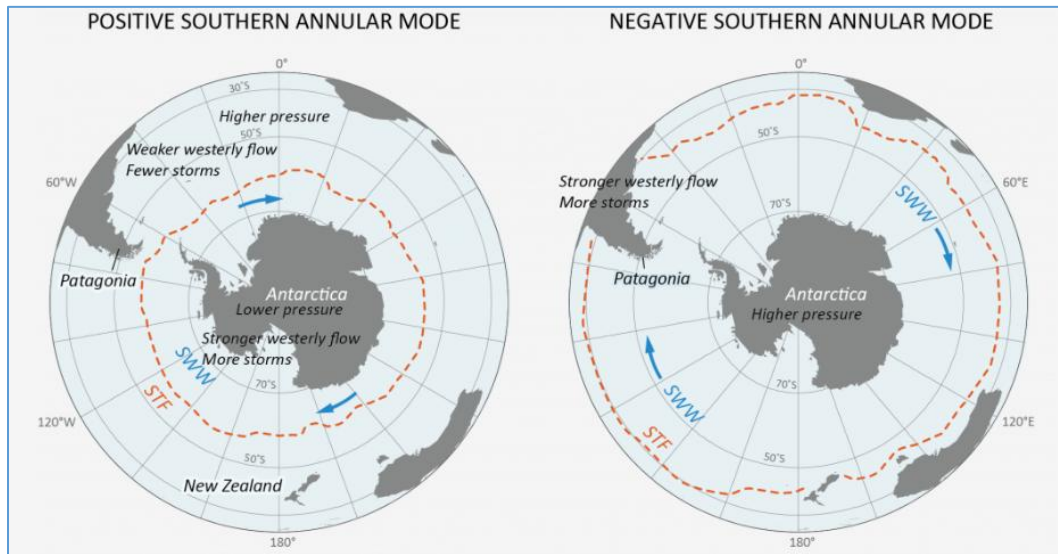 POSITIVE SOUTHERN ANNULAR MODE
0°
30°S
Higher pressure
50°S
Weaker westerly flow
Fewer storms
60°W
70°S
Patagonia
Antarctica
Lower pressure
Stronger westerly flow
More storms
SWW
STF
70°S
120°W
50°S
New Zealand
180°
NEGATIVE SOUTHERN ANNULAR MODE
0°
50°S
Stronger westerly flow
More storms
60°E
SWW
70°S
Patagonia
Antarctica
Higher pressure
SWW
STF
70°S
120°E
50°S
180°